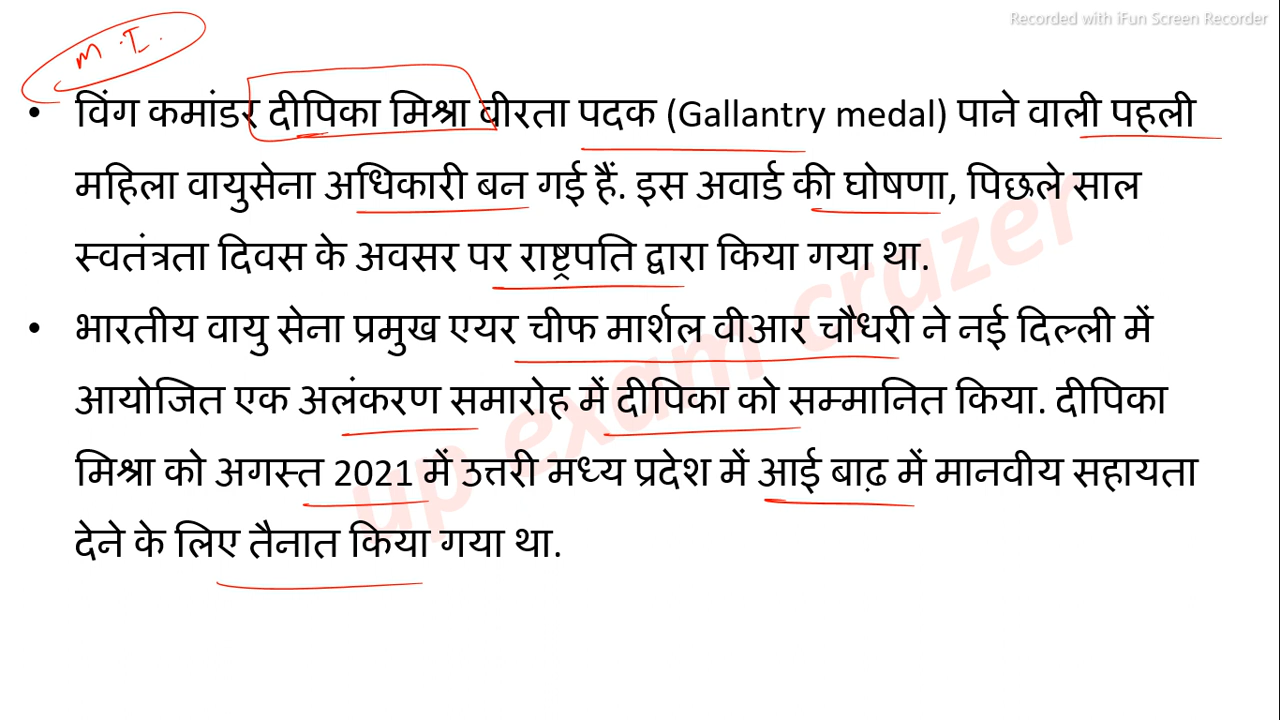 Recorded with iFun Screen Recorder
M.I.
• विंग कमांडर दीपिका मिश्रा वीरता पदक (Gallantry medal) पाने वाली पहली
महिला वायुसेना अधिकारी बन गई हैं. इस अवार्ड की घोषणा, पिछले साल
स्वतंत्रता दिवस के अवसर पर राष्ट्रपति द्वारा किया गया था.
• भारतीय वायु सेना प्रमुख एयर चीफ मार्शल वीआर चौधरी ने नई दिल्ली में
आयोजित एक अलंकरण समारोह में दीपिका को सम्मानित किया. दीपिका
मिश्रा को अगस्त 2021 में उत्तरी मध्य प्रदेश में आई बाढ़ में मानवीय सहायता
देने के लिए तैनात किया गया था.
up exam cruzer